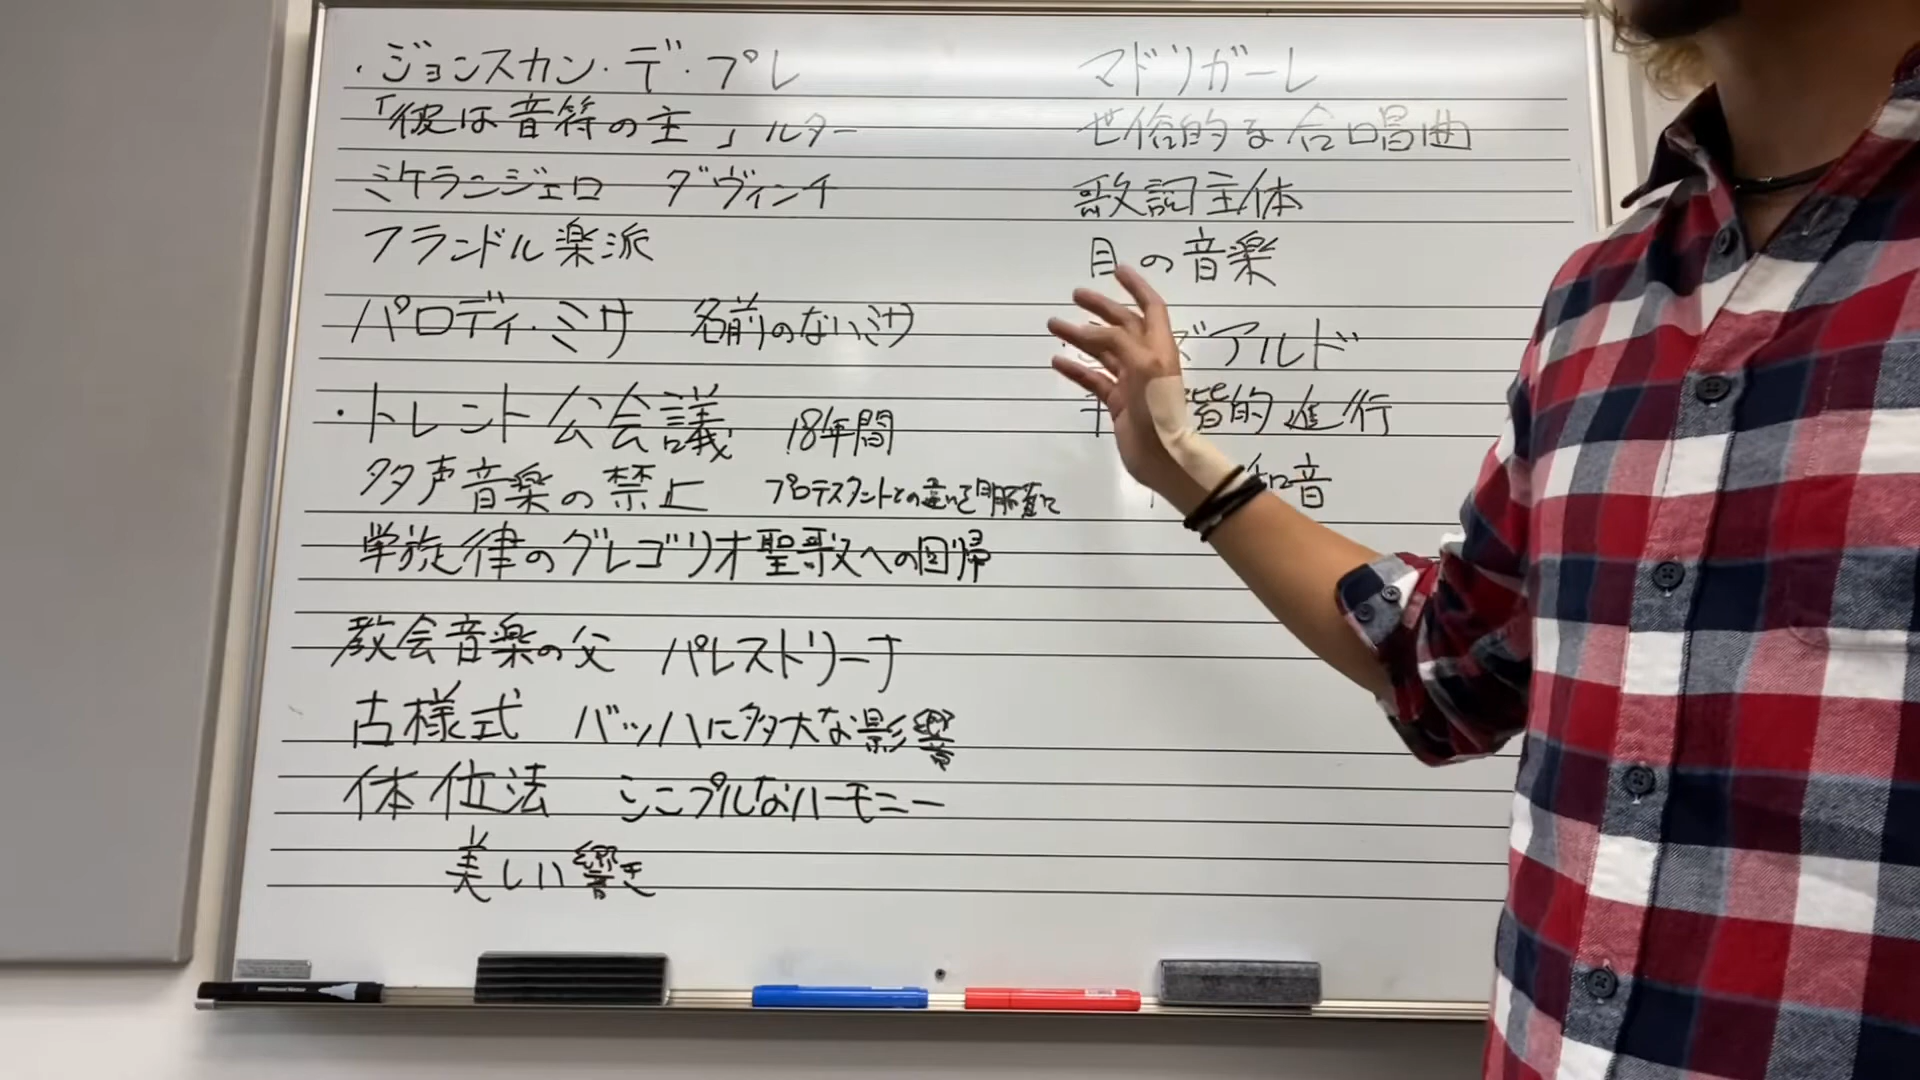 ・ジョンスカン・デ・プレ
「彼は音符の主」ルター
ミケランジェロ ダヴィンチ
フランドル楽派
パロディ・ミサ 名前のないミサ
・トレント公会議 18年間
多声音楽の禁止 プロテスタントとの違いを明確に
単旋律のグレゴリオ聖歌への回帰
教会音楽の父 パレストリーナ
古様式 バッハに多大な影響
体位法 シンプルなハーモニー
美しい響き
マドリガーレ
世俗的な合唱曲
歌詞主体
目の音楽
ズアルド
階的進行
和音